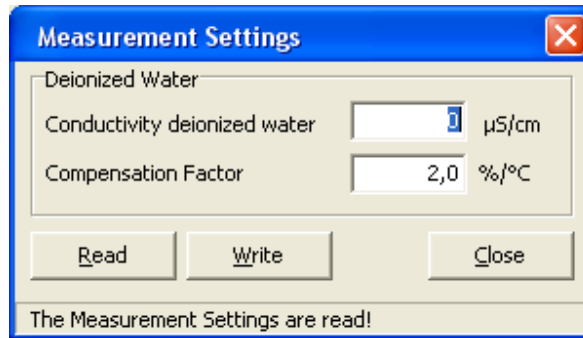 Measurement Settings
Deionized Water
Conductivity deionized water 0 µS/cm
Compensation Factor 2,0 %/°C
Read Write Close
The Measurement Settings are read!